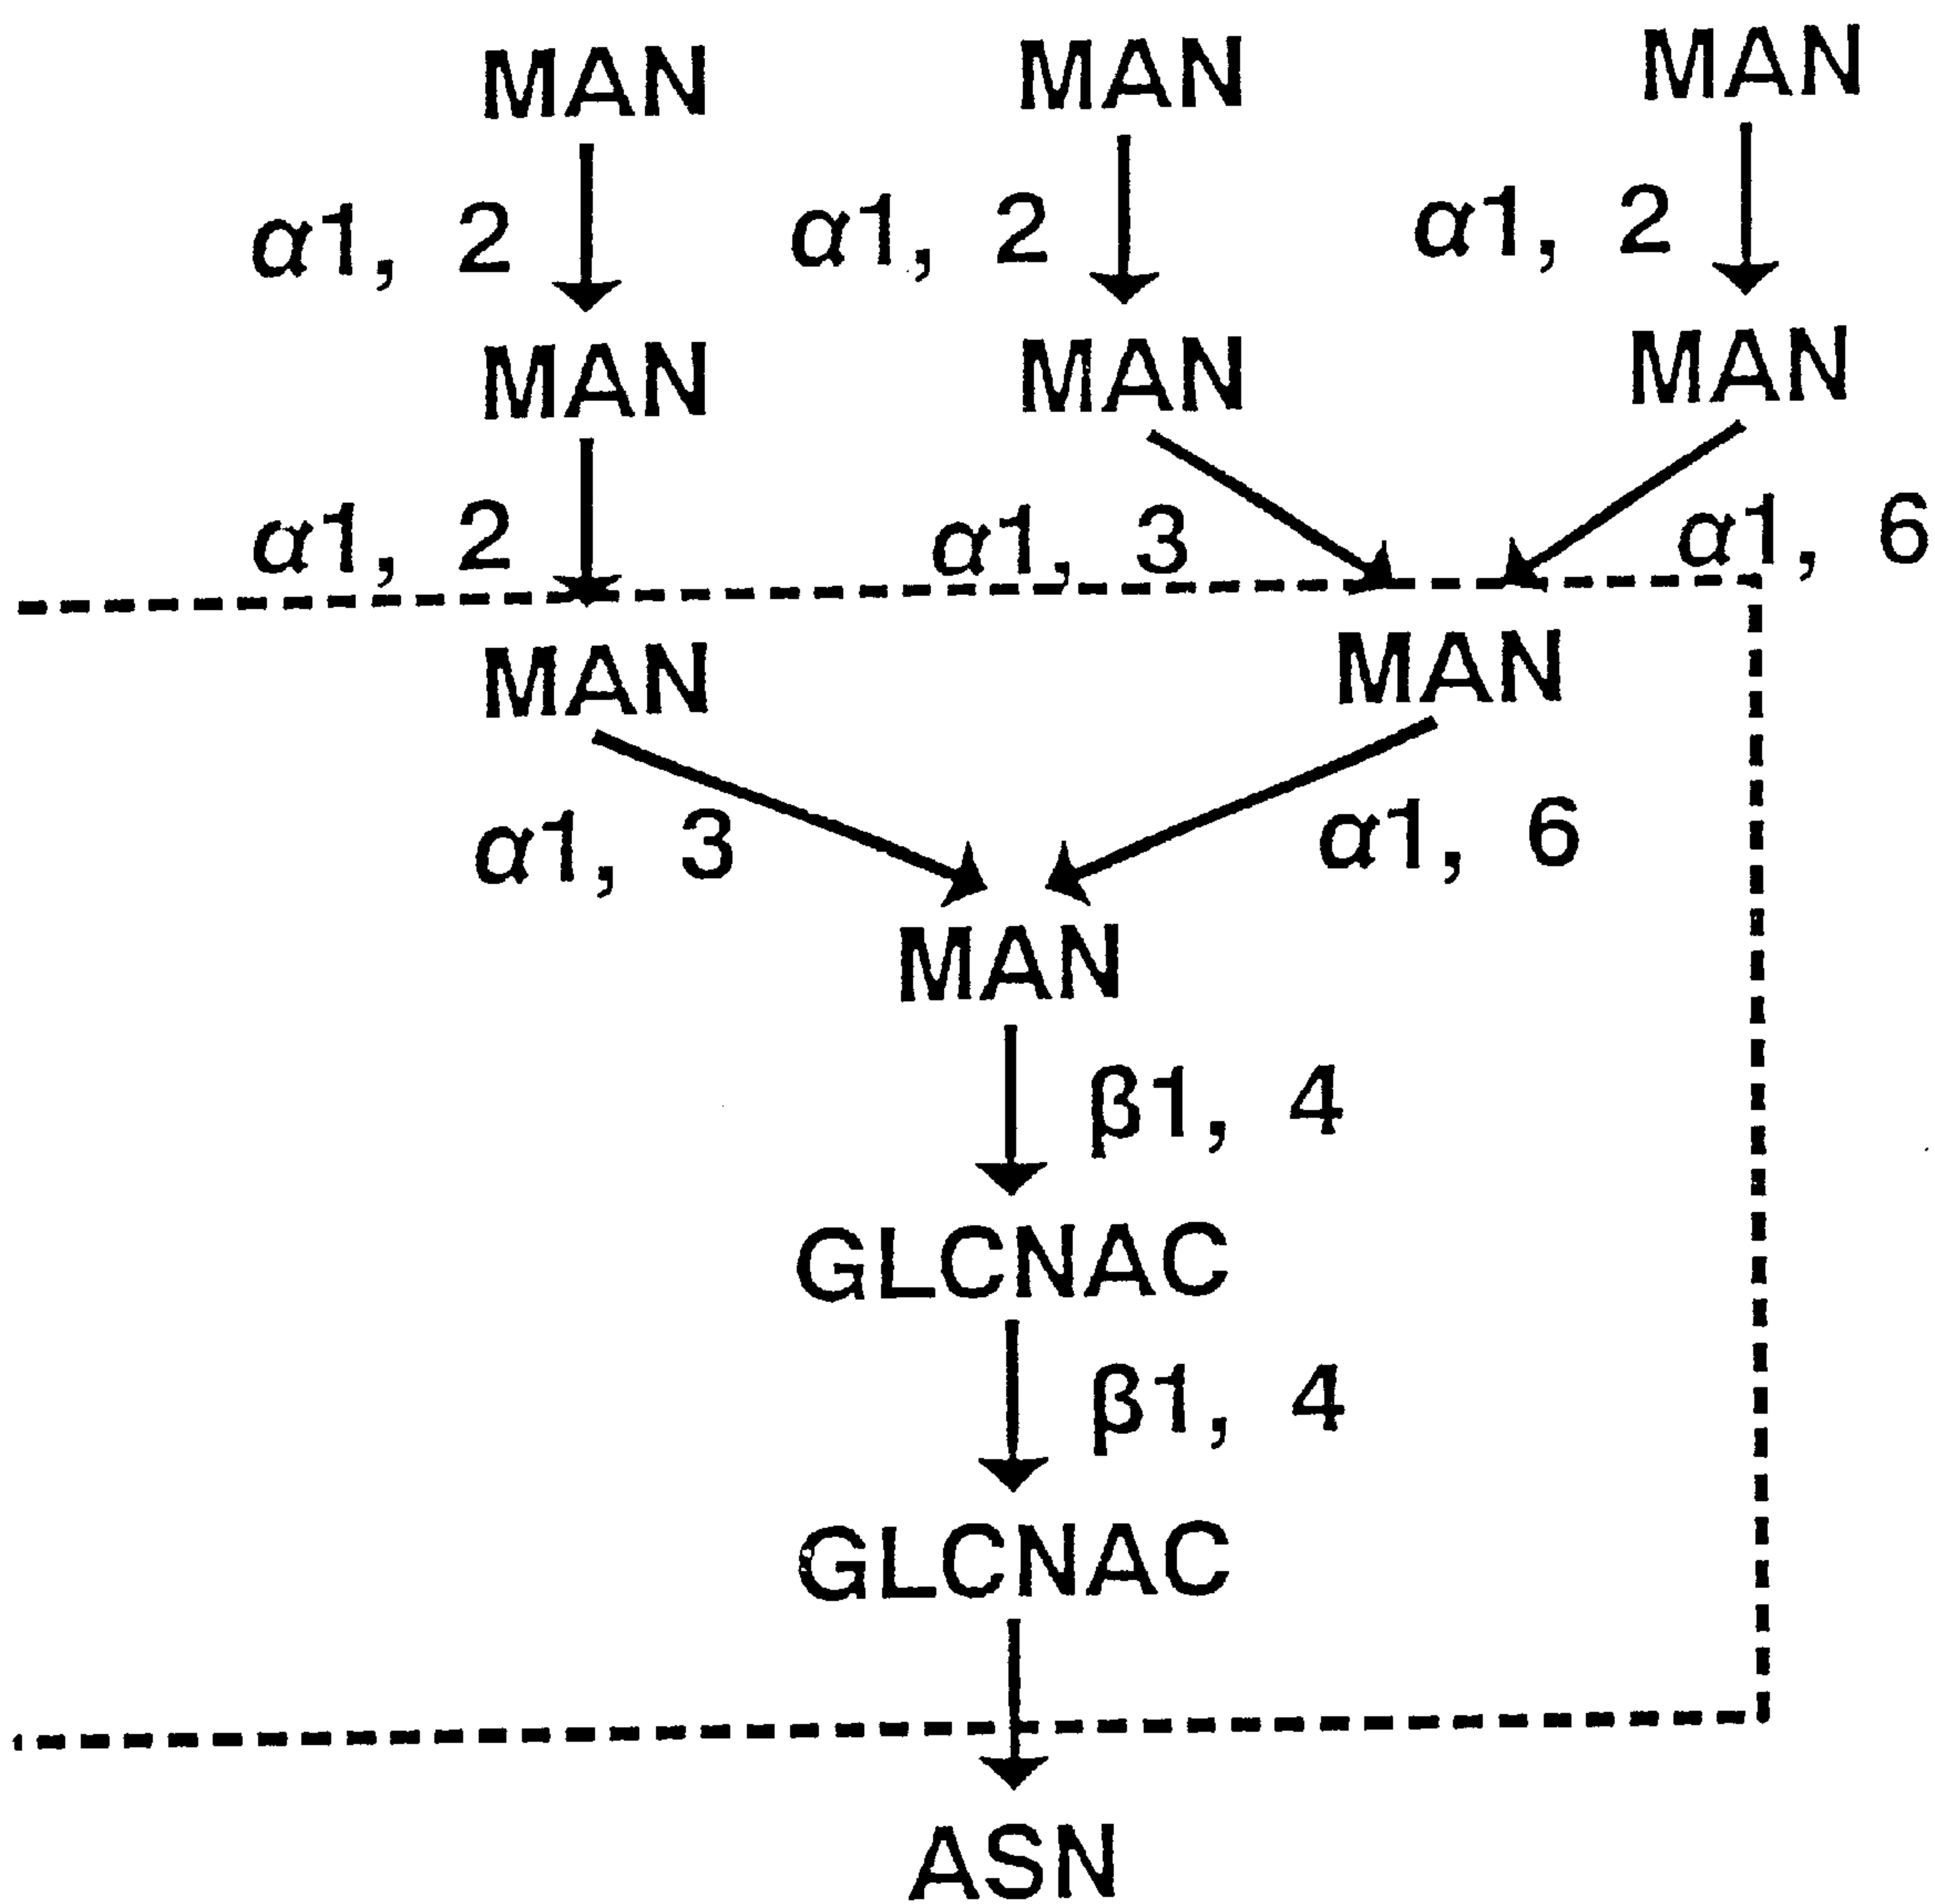 MAN MAN MAN
α1, 2 α1, 2 α1, 2
MAN MAN MAN
α1, 2 α1, 3 α1, 6
MAN MAN
α1, 3 α1, 6
MAN
β1, 4
GLCNAC
β1, 4
GLCNAC
ASN